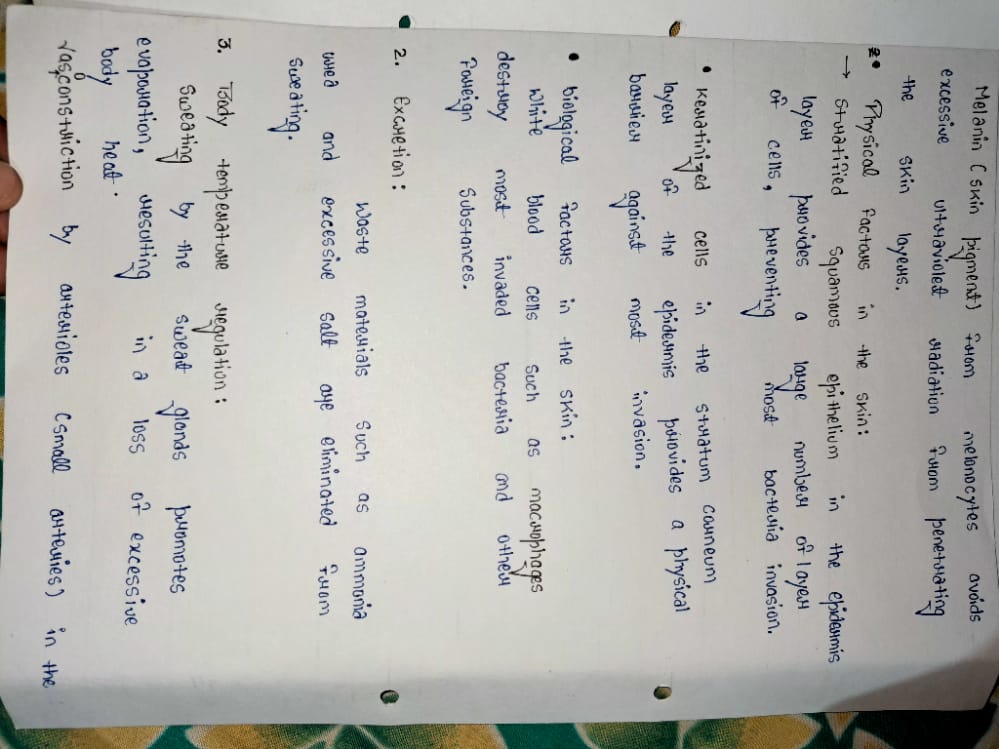 Melanin (skin pigment) from melonocytes avoids
excessive ultraviolet radiation from penetrating
the skin layers.
2. Physical factors in the skin:
→ Stratified squamous epithelium in the epidermis
layer provides a large number of layer
of cells, preventing most bacteria invasion.
• Keratinized cells in the stratum corneum
layer of the epidermis provides a physical
barrier against most invasion.
• biological factors in the skin:
White blood cells such as macrophages
destroy most invaded bacteria and other
foreign substances.
2. Excretion:
Waste materials such as ammonia
urea and excessive salt are eliminated from
sweating.
3. Body temperature regulation:
Sweating by the sweat glands promotes
evaporation, resulting in a loss of excessive
body heat.
Vasoconstriction by arterioles (small arteries) in the